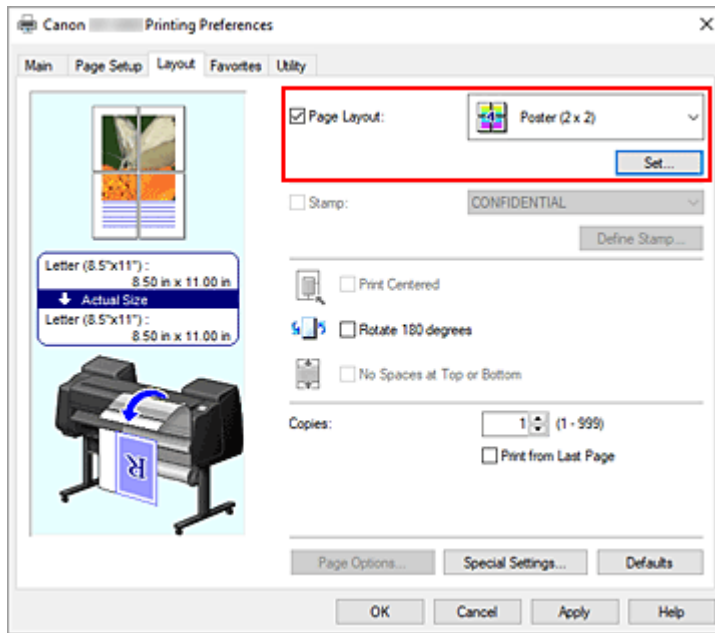 Canon Printing Preferences
Main Page Setup Layout Favorites Utility
Page Layout: Poster (2 x 2)
Set...
Stamp: CONFIDENTIAL
Define Stamp...
Letter (8.5"x11") :
8.50 in x 11.00 in
Actual Size
Letter (8.5"x11") :
8.50 in x 11.00 in
Print Centered
Rotate 180 degrees
No Spaces at Top or Bottom
Copies: 1 (1 - 999)
Print from Last Page
R
Page Options... Special Settings... Defaults
OK Cancel Apply Help